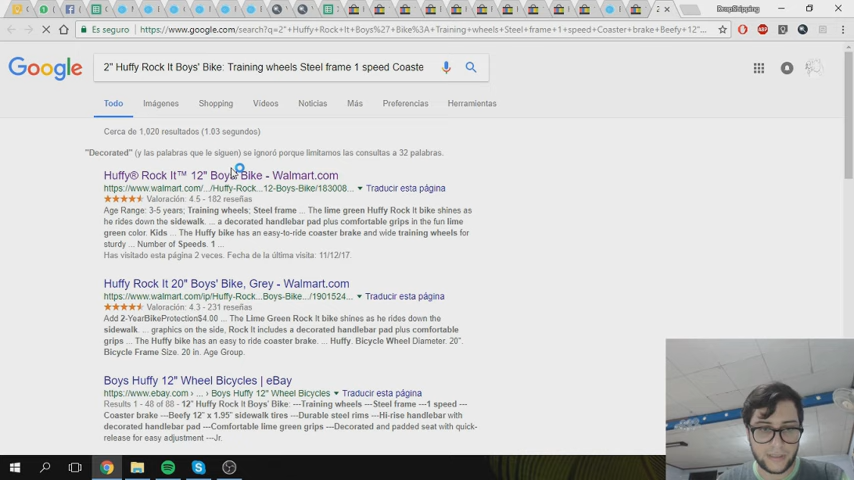 DropShipping
Es seguro
https://www.google.com/search?q=2"+Huffy+Rock+It+Boys%27+Bike%3A+Training+wheels+Steel+frame+1+speed+Coaster+brake+Beefy+12"...
Google
2" Huffy Rock It Boys' Bike: Training wheels Steel frame 1 speed Coaste
Todo
Imágenes
Shopping
Vídeos
Noticias
Más
Preferencias
Herramientas
Cerca de 1,020 resultados (1.03 segundos)
"Decorated" (y las palabras que le siguen) se ignoró porque limitamos las consultas a 32 palabras.
Huffy® Rock It™ 12" Boys' Bike - Walmart.com
https://www.walmart.com/.../Huffy-Rock-...12-Boys-Bike/183008... Traducir esta página
Valoración: 4.5 - 182 reseñas
Age Range: 3-5 years; Training wheels; Steel frame ... The lime green Huffy Rock It bike shines as
he rides down the sidewalk. ... a decorated handlebar pad plus comfortable grips in the fun lime
green color. Kids ... The Huffy bike has an easy-to-ride coaster brake and wide training wheels for
sturdy ... Number of Speeds. 1 ...
Has visitado esta página 2 veces. Fecha de la última visita: 11/12/17.
Huffy Rock It 20" Boys' Bike, Grey - Walmart.com
https://www.walmart.com/ip/Huffy-Rock...Boys-Bike.../1901524... Traducir esta página
Valoración: 4.3 - 231 reseñas
Add 2-YearBikeProtection$4.00 ... The Lime Green Rock It bike shines as he rides down the
sidewalk. ... graphics on the side, Rock It includes a decorated handlebar pad plus comfortable
grips ... The Huffy bike has an easy to ride coaster brake. ... Huffy. Bicycle Wheel Diameter. 20".
Bicycle Frame Size. 20 in. Age Group.
Boys Huffy 12" Wheel Bicycles | eBay
https://www.ebay.com › ... › Boys Huffy 12" Wheel Bicycles Traducir esta página
Results 1 - 48 of 88 - 12" Huffy Rock It Boys' Bike: ---Training wheels ---Steel frame ---1 speed ---
Coaster brake ---Beefy 12" x 1.95" sidewalk tires ---Durable steel rims ---Hi-rise handlebar with
decorated handlebar pad ---Comfortable lime green grips ---Decorated and padded seat with quick-
release for easy adjustment ---Jr.